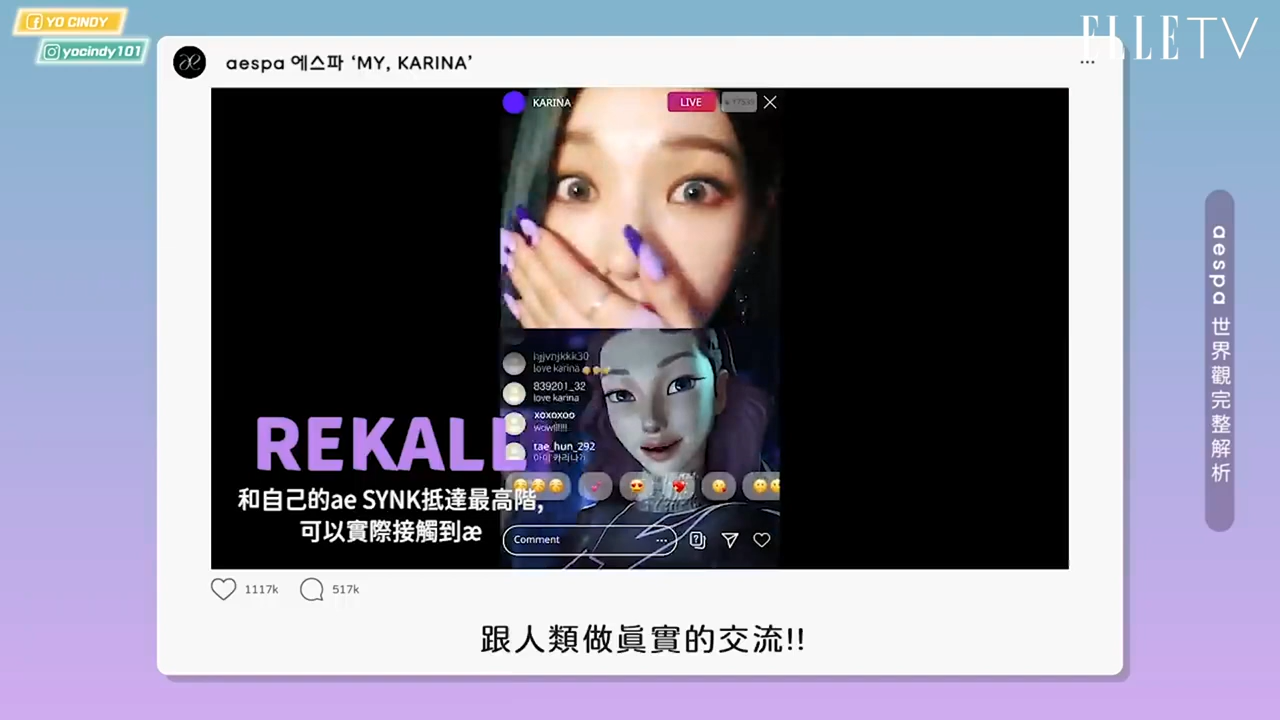 YO CINDY
yocindy101
ELLE TV
aespa 에스파 ‘MY, KARINA’
KARINA
LIVE
love karina
839201_32
love karina
xoxoxoo
wow!!!!!!
tae_hun_292
REKALL
和自己的ae SYNK抵達最高階,
可以實際接觸到æ
Comment
1117k
517k
跟人類做眞實的交流!!
aespa 世界觀完整解析